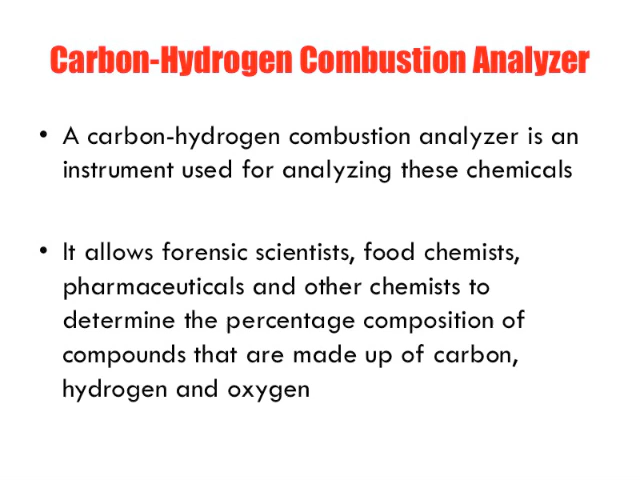 Carbon-Hydrogen Combustion Analyzer
• A carbon-hydrogen combustion analyzer is an
instrument used for analyzing these chemicals
• It allows forensic scientists, food chemists,
pharmaceuticals and other chemists to
determine the percentage composition of
compounds that are made up of carbon,
hydrogen and oxygen